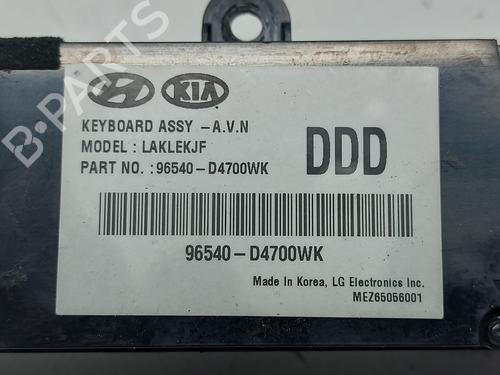 KIA
KEYBOARD ASSY -A.V.N
MODEL : LAKLEKJF
PART NO. :96540-D4700WK
DDD
96540-D4700WK
Made In Korea, LG Electronics Inc.
MEZ65056001
B-PARTS